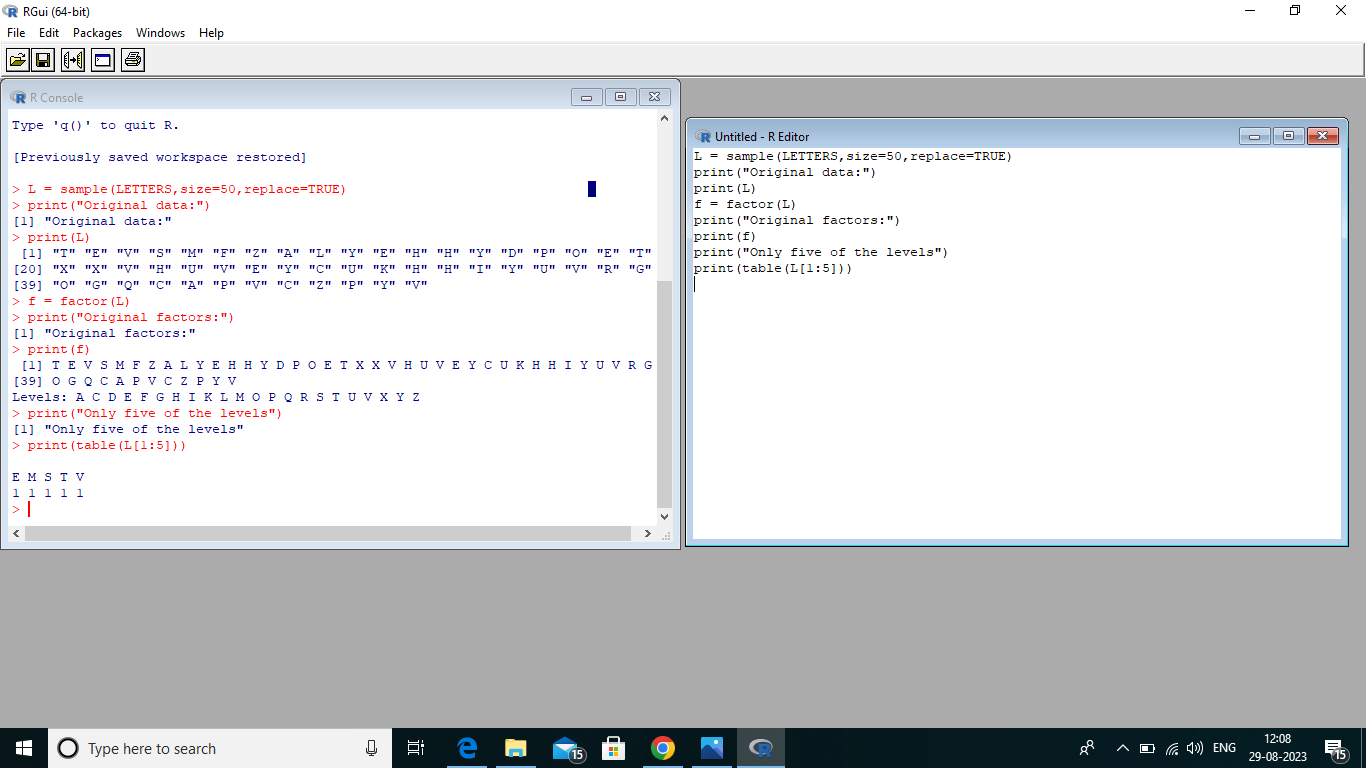 RGui (64-bit)
File Edit Packages Windows Help
R Console
Type 'q()' to quit R.
[Previously saved workspace restored]
> L = sample(LETTERS,size=50,replace=TRUE)
> print("Original data:")
[1] "Original data:"
> print(L)
[1] "T" "E" "V" "S" "M" "F" "Z" "A" "L" "Y" "E" "H" "H" "Y" "D" "P" "O" "E" "T"
[20] "X" "X" "V" "H" "U" "V" "E" "Y" "C" "U" "K" "H" "H" "I" "Y" "U" "V" "R" "G"
[39] "O" "G" "Q" "C" "A" "P" "V" "C" "Z" "P" "Y" "V"
> f = factor(L)
> print("Original factors:")
[1] "Original factors:"
> print(f)
[1] T E V S M F Z A L Y E H H Y D P O E T X X V H U V E Y C U K H H I Y U V R G
[39] O G Q C A P V C Z P Y V
Levels: A C D E F G H I K L M O P Q R S T U V X Y Z
> print("Only five of the levels")
[1] "Only five of the levels"
> print(table(L[1:5]))
E M S T V
1 1 1 1 1
>
Untitled - R Editor
L = sample(LETTERS,size=50,replace=TRUE)
print("Original data:")
print(L)
f = factor(L)
print("Original factors:")
print(f)
print("Only five of the levels")
print(table(L[1:5]))
Type here to search
15
ENG
12:08
29-08-2023
15